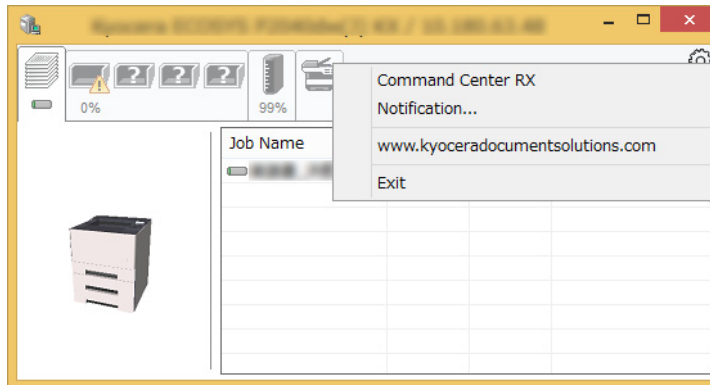 Command Center RX
Notification...
www.kyoceradocumentsolutions.com
Exit
0%
99%
Job Name